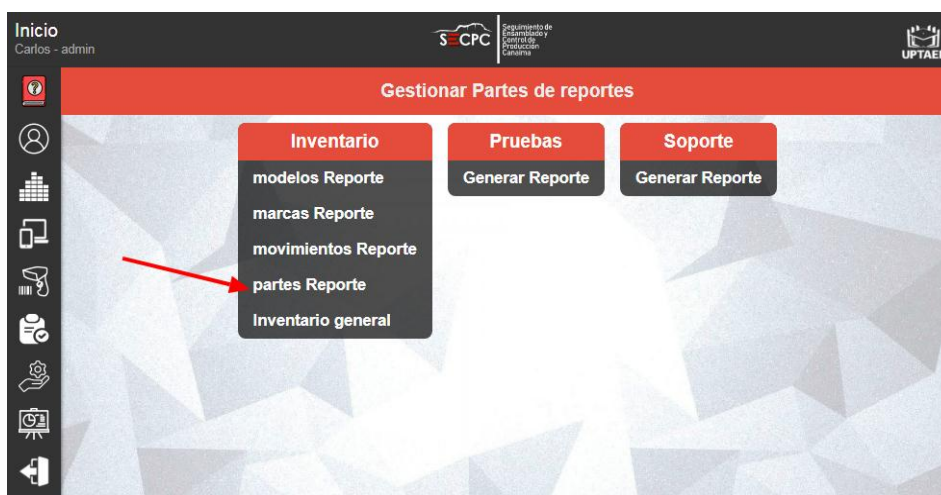 Inicio
Carlos - admin
SECPC
Seguimiento de
Ensamblado y
Control de
Producción
Canaima
UPTAEB
Gestionar Partes de reportes
Inventario
modelos Reporte
marcas Reporte
movimientos Reporte
partes Reporte
Inventario general
Pruebas
Generar Reporte
Soporte
Generar Reporte